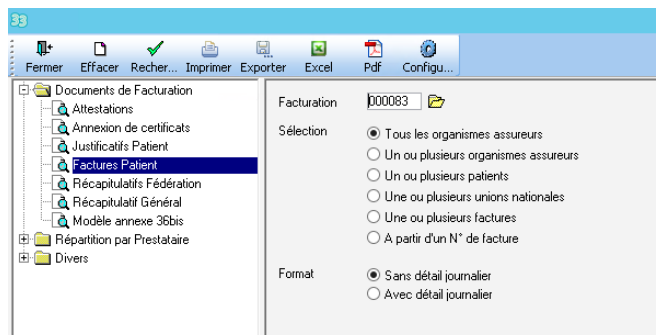 33
Fermer Effacer Recher... Imprimer Exporter Excel Pdf Configu...
Documents de Facturation
Attestations
Annexion de certificats
Justificatifs Patient
Factures Patient
Récapitulatifs Fédération
Récapitulatif Général
Modèle annexe 36bis
Répartition par Prestataire
Divers
Facturation 000083
Sélection
Tous les organismes assureurs
Un ou plusieurs organismes assureurs
Un ou plusieurs patients
Une ou plusieurs unions nationales
Une ou plusieurs factures
A partir d'un N° de facture
Format
Sans détail journalier
Avec détail journalier